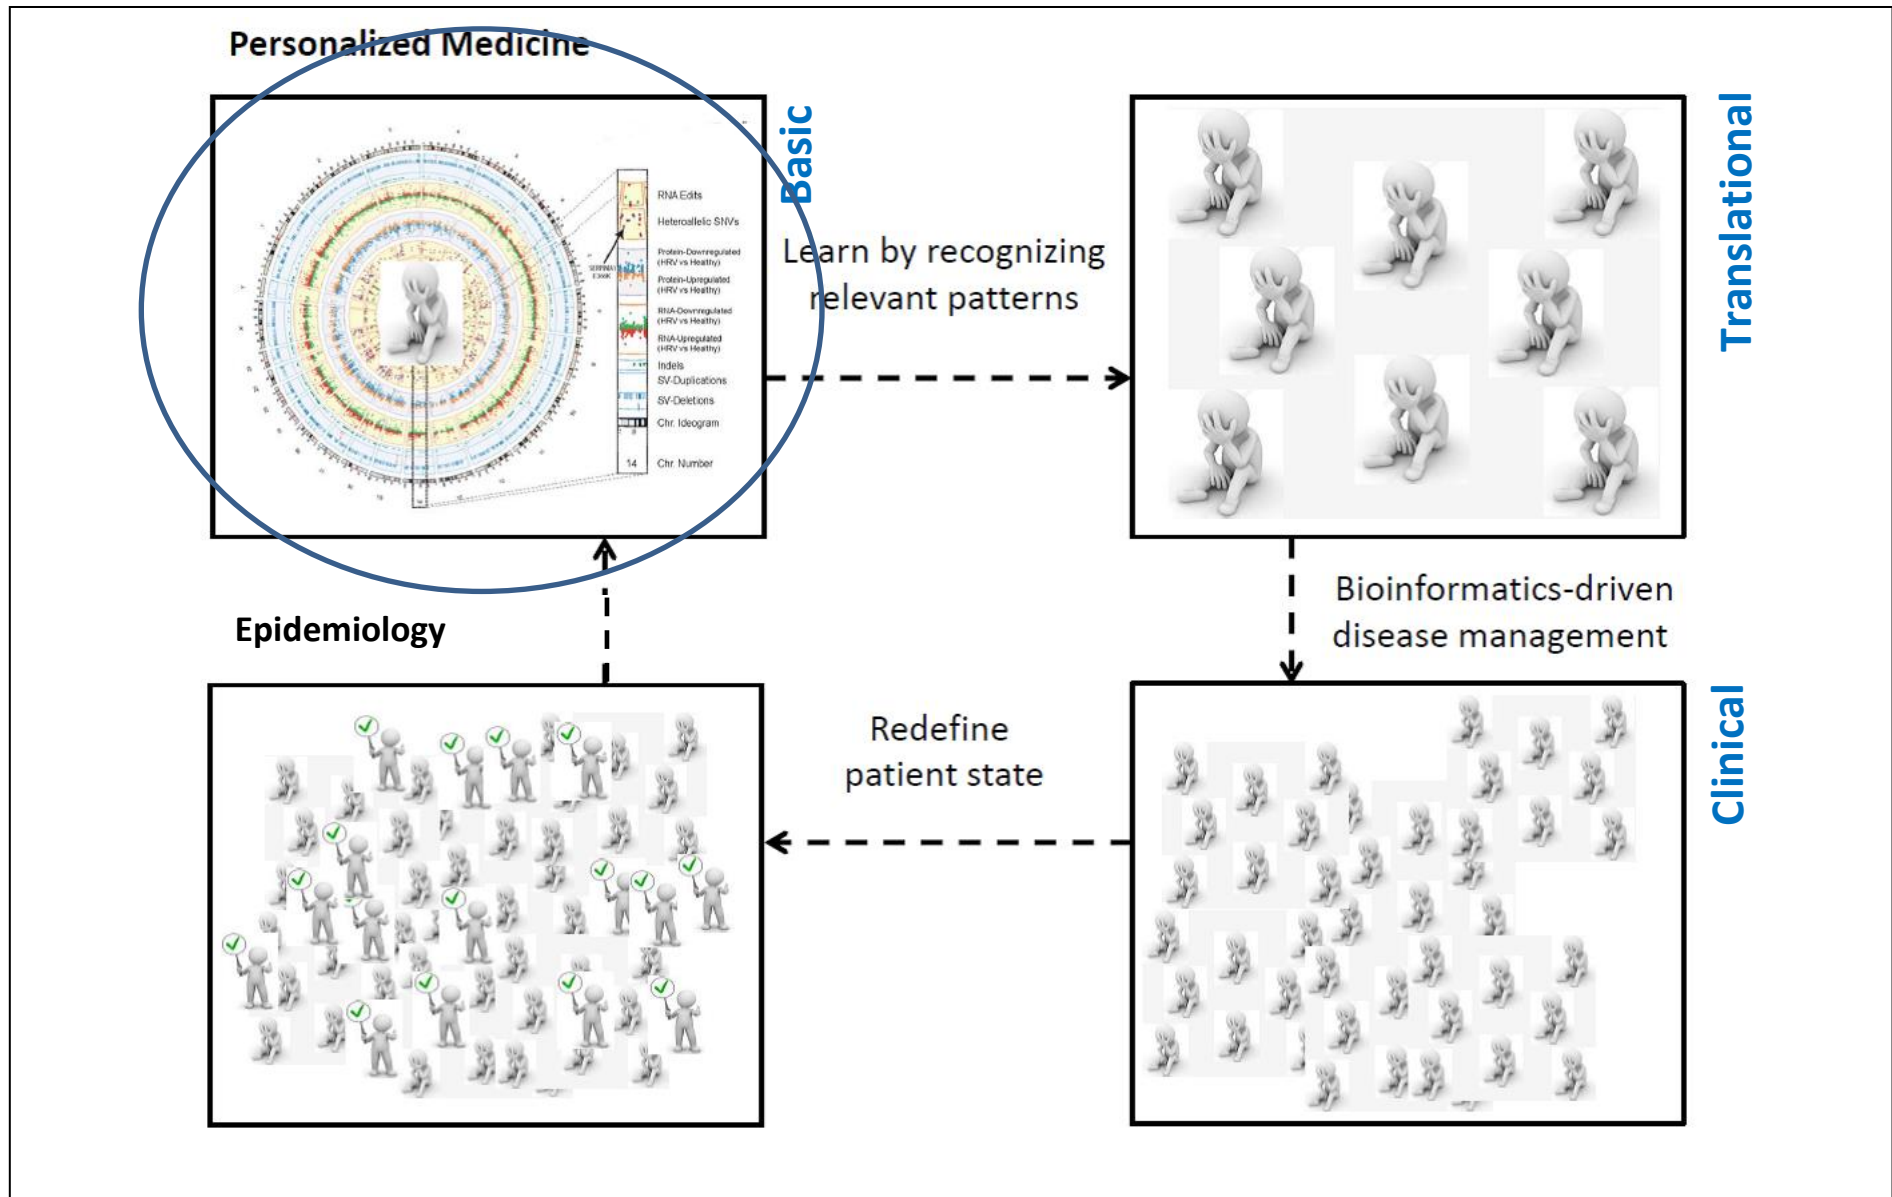 Personalized Medicine
Basic
RNA Edits
Heteroallelic SNVs
Protein-Downregulated
(HRV vs Healthy)
Protein-Upregulated
(HRV vs Healthy)
RNA-Downregulated
(HRV vs Healthy)
RNA-Upregulated
(HRV vs Healthy)
Indels
SV-Duplications
SV-Deletions
Chr. Ideogram
14
Chr. Number
Learn by recognizing
relevant patterns
Translational
Bioinformatics-driven
disease management
Epidemiology
Redefine
patient state
Clinical